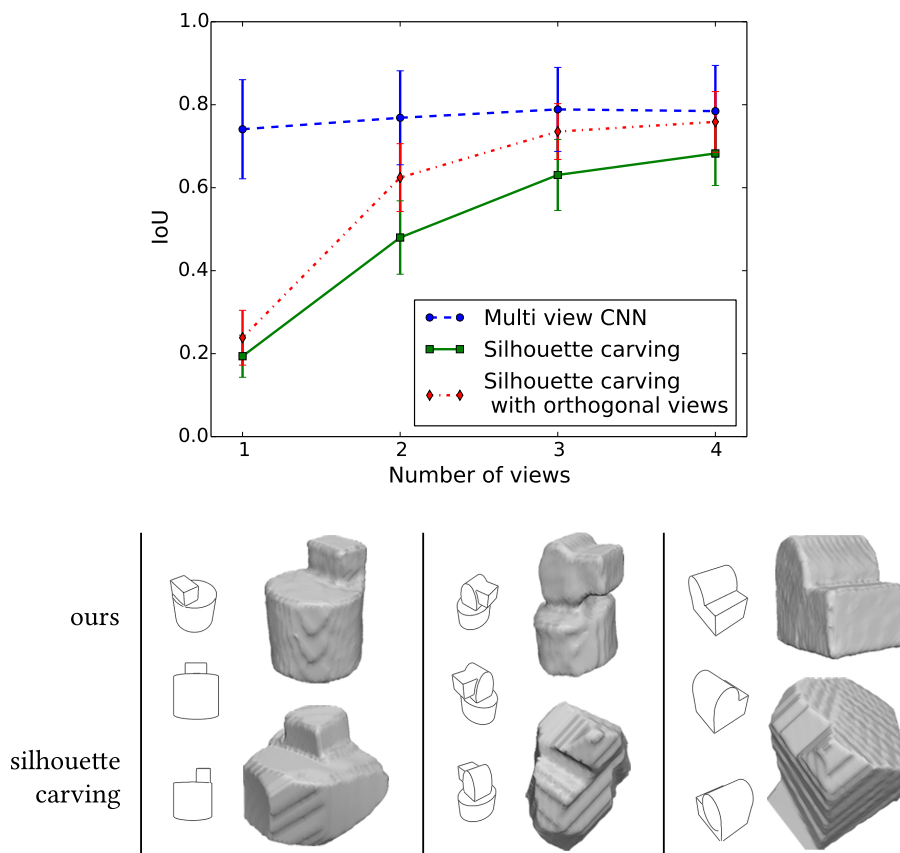 1.0
0.8
0.6
0.4
0.2
0.0
IoU
1 2 3 4
Number of views
Multi view CNN
Silhouette carving
Silhouette carving
with orthogonal views
ours
silhouette
carving